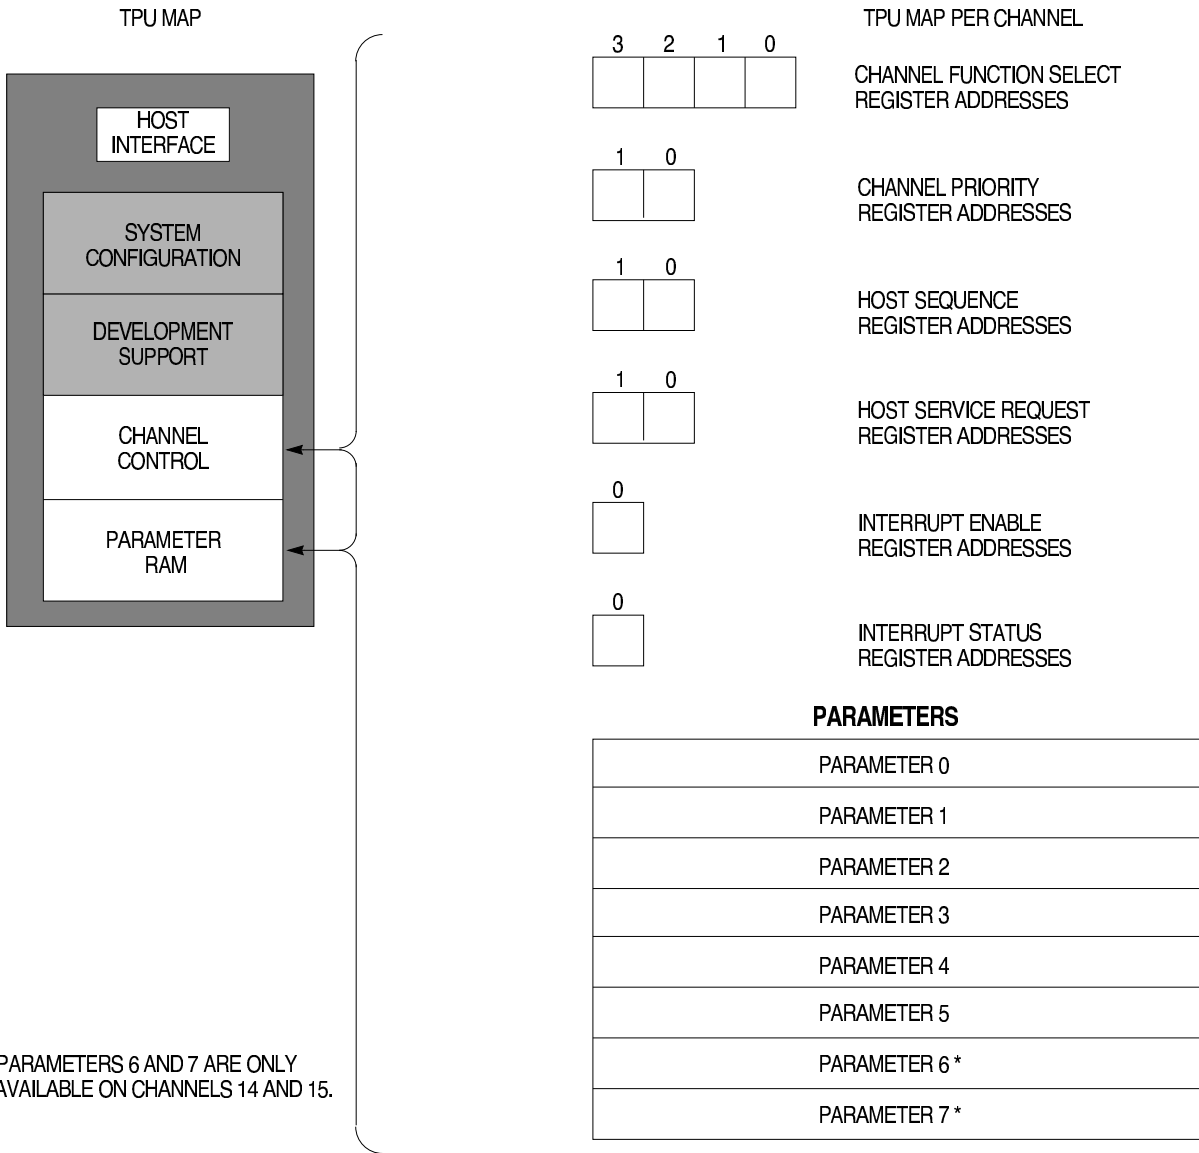 TPU MAP
HOST
INTERFACE
SYSTEM
CONFIGURATION
DEVELOPMENT
SUPPORT
CHANNEL
CONTROL
PARAMETER
RAM
PARAMETERS 6 AND 7 ARE ONLY
AVAILABLE ON CHANNELS 14 AND 15.
TPU MAP PER CHANNEL
3 2 1 0
CHANNEL FUNCTION SELECT
REGISTER ADDRESSES
1 0
CHANNEL PRIORITY
REGISTER ADDRESSES
1 0
HOST SEQUENCE
REGISTER ADDRESSES
1 0
HOST SERVICE REQUEST
REGISTER ADDRESSES
0
INTERRUPT ENABLE
REGISTER ADDRESSES
0
INTERRUPT STATUS
REGISTER ADDRESSES
PARAMETERS
PARAMETER 0
PARAMETER 1
PARAMETER 2
PARAMETER 3
PARAMETER 4
PARAMETER 5
PARAMETER 6 *
PARAMETER 7 *